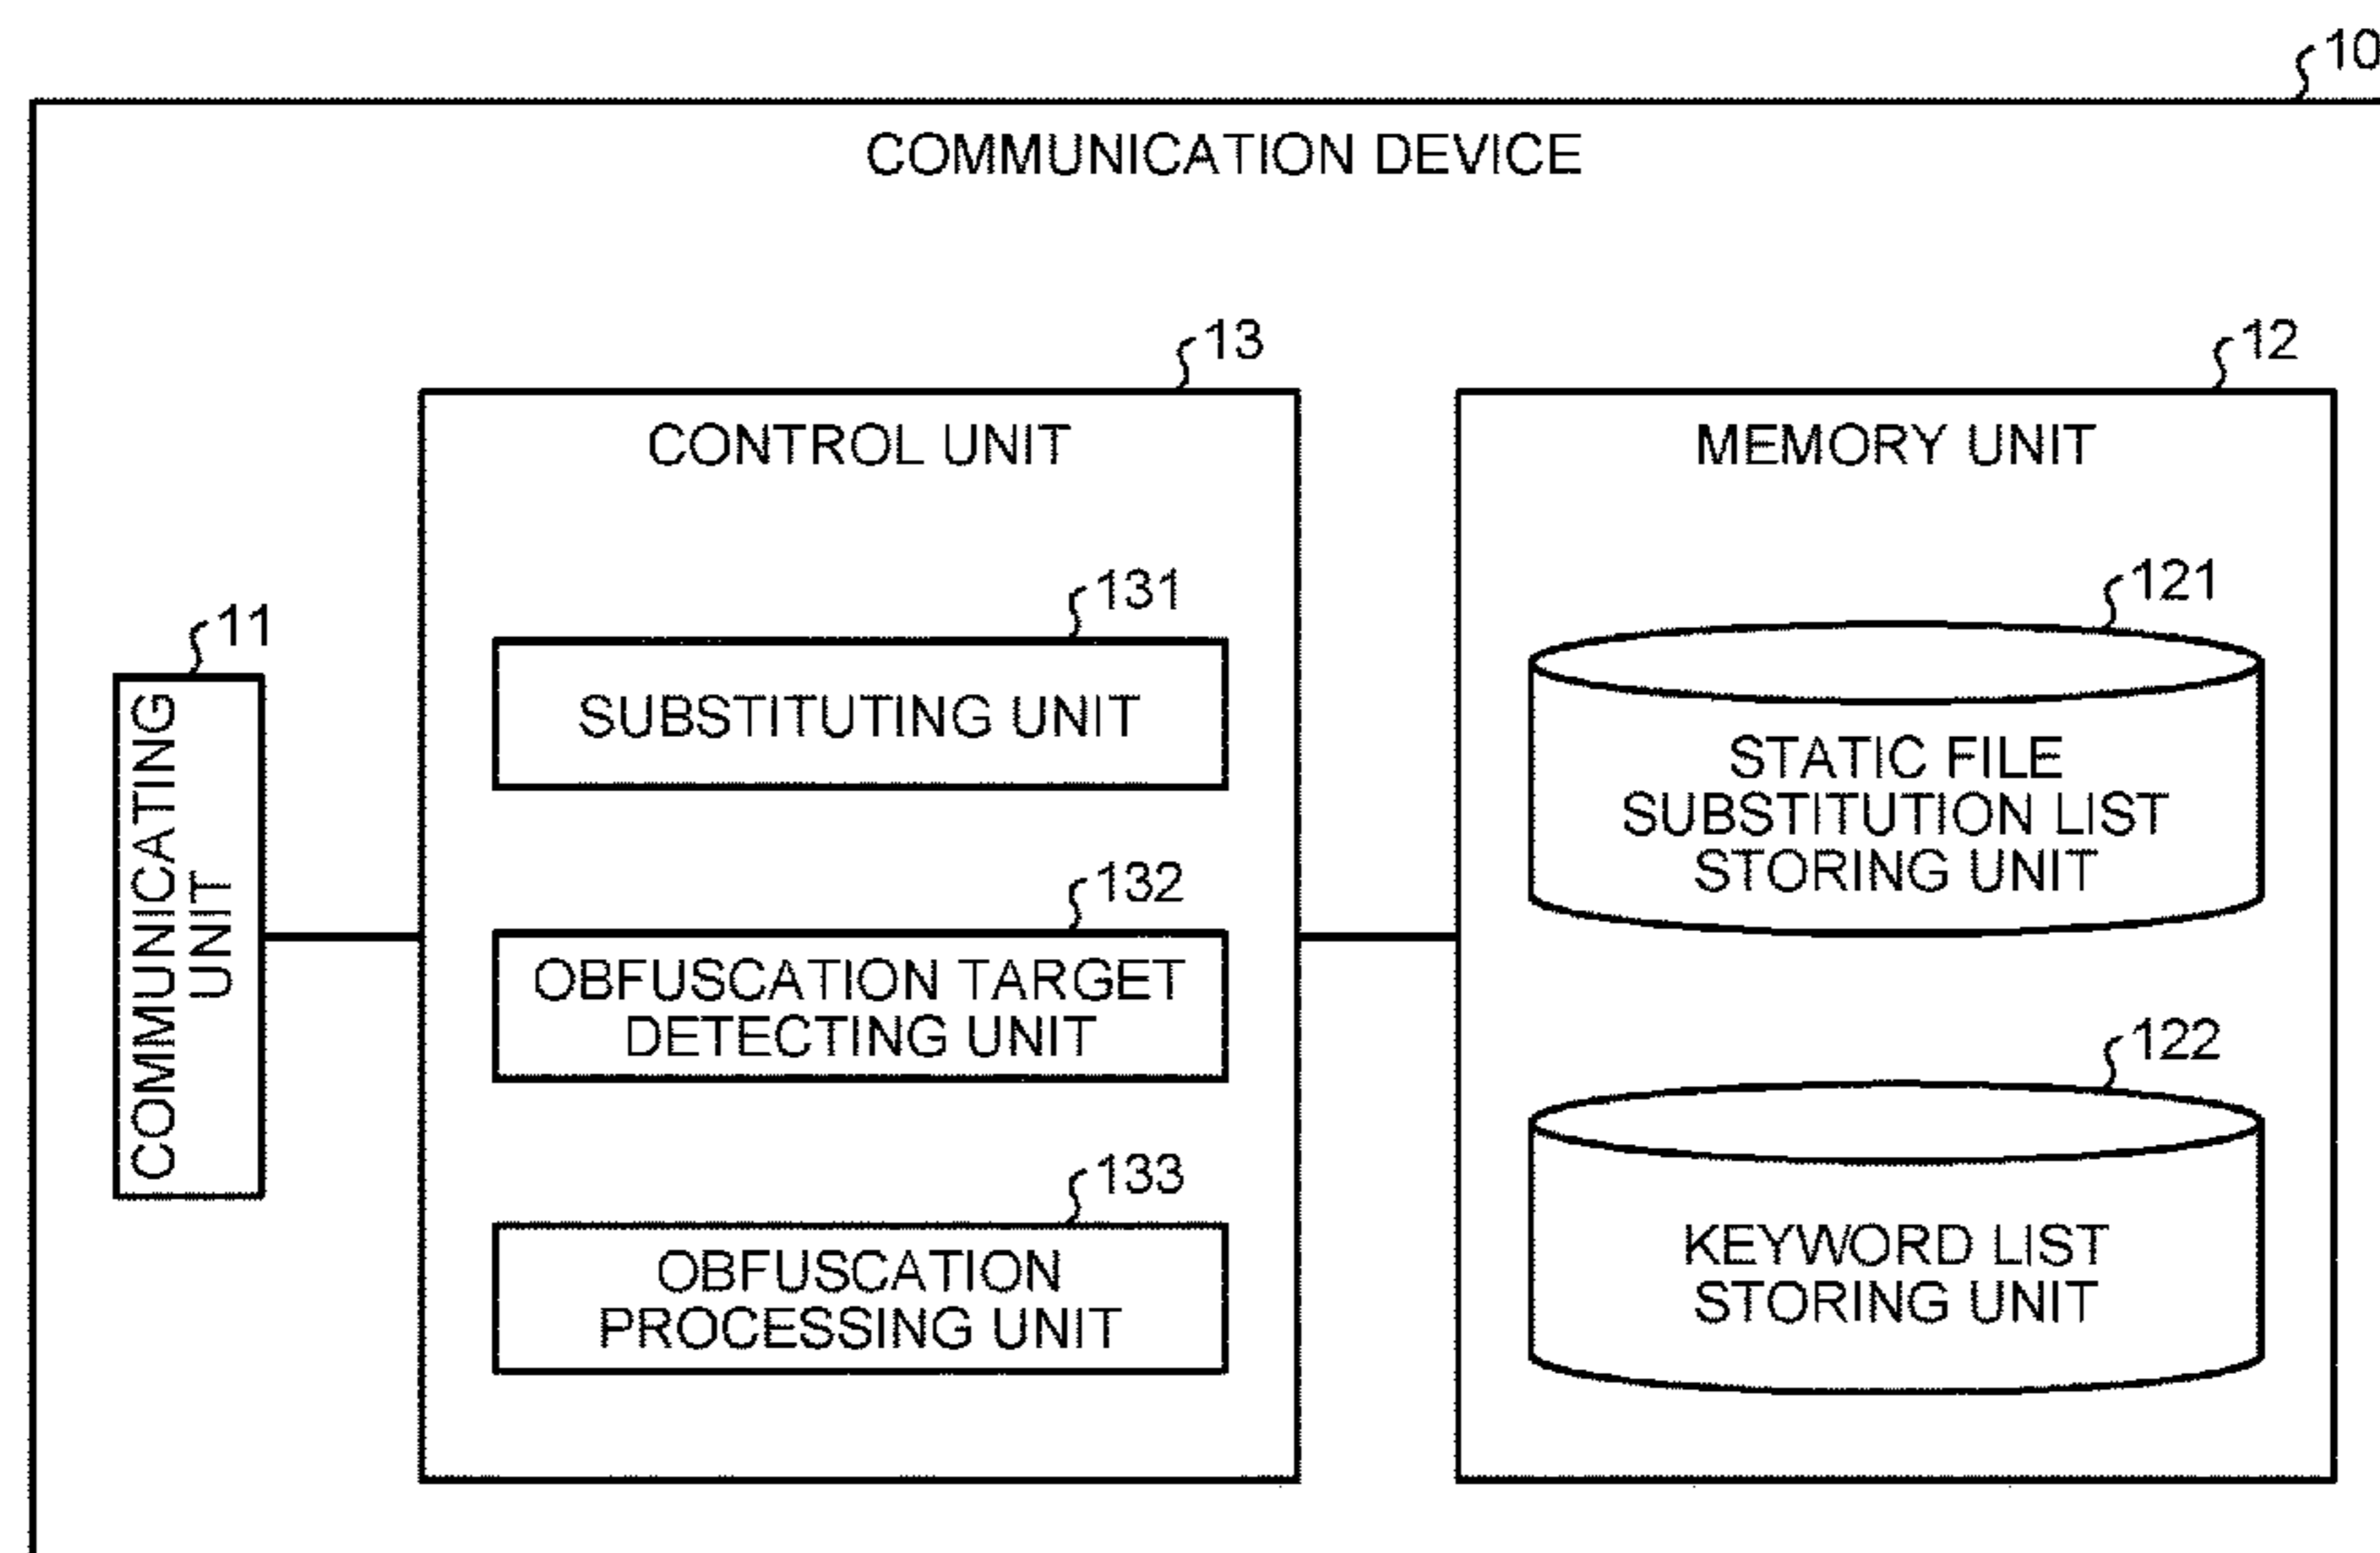 10
COMMUNICATION DEVICE
13
12
CONTROL UNIT
MEMORY UNIT
11
COMMUNICATING
UNIT
131
SUBSTITUTING UNIT
132
OBFUSCATION TARGET
DETECTING UNIT
133
OBFUSCATION
PROCESSING UNIT
121
STATIC FILE
SUBSTITUTION LIST
STORING UNIT
122
KEYWORD LIST
STORING UNIT